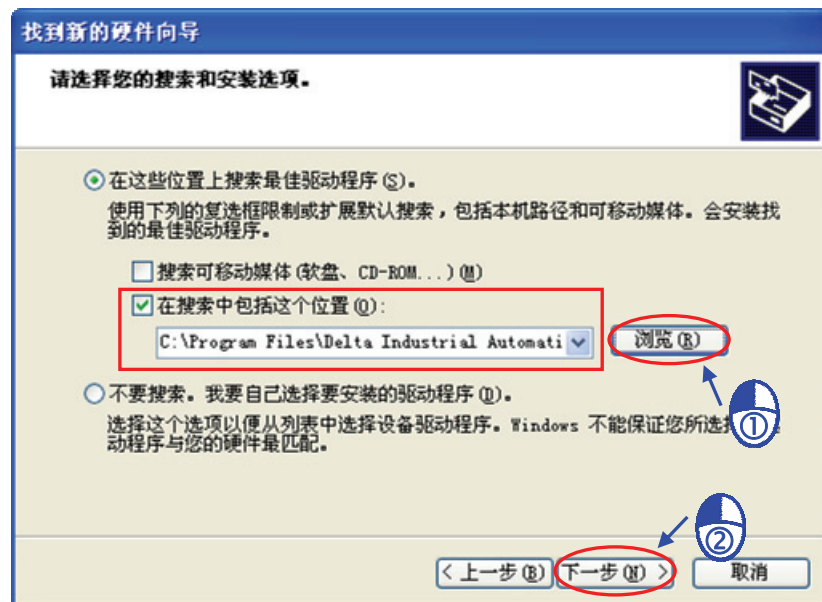 找到新的硬件向导
请选择您的搜索和安装选项。
在这些位置上搜索最佳驱动程序(S)。
使用下列的复选框限制或扩展默认搜索，包括本机路径和可移动媒体。会安装找
到的最佳驱动程序。
搜索可移动媒体(软盘、CD-ROM...)(M)
在搜索中包括这个位置(O):
C:\Program Files\Delta Industrial Automati
浏览(R)
①
不要搜索。我要自己选择要安装的驱动程序(D)。
选择这个选项以便从列表中选择设备驱动程序。Windows 不能保证您所选
动程序与您的硬件最匹配。
②
< 上一步(B)
下一步(N) >
取消